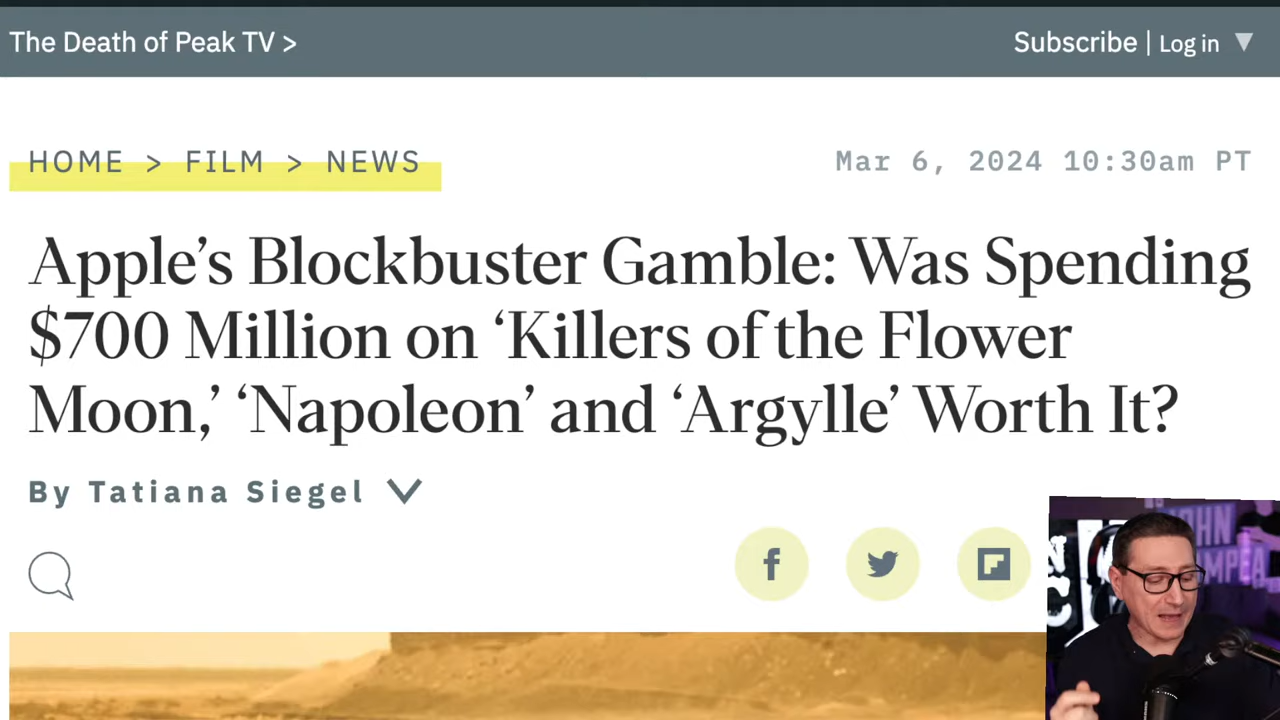 The Death of Peak TV >
Subscribe | Log in ▼
HOME > FILM > NEWS
Mar 6, 2024 10:30am PT
Apple’s Blockbuster Gamble: Was Spending
$700 Million on ‘Killers of the Flower
Moon,’ ‘Napoleon’ and ‘Argylle’ Worth It?
By Tatiana Siegel
f
JOHN